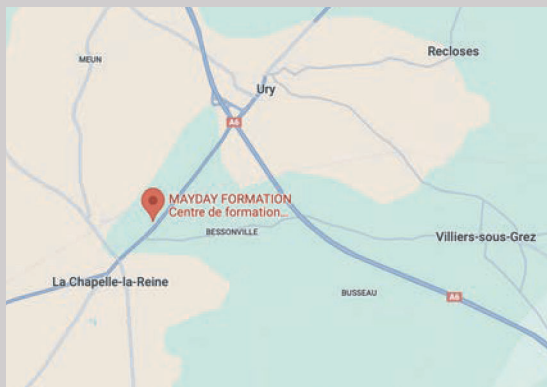 Recloses
MEUN
Ury
A6
MAYDAY FORMATION
Centre de formation...
BESSONVILLE
Villiers-sous-Grez
La Chapelle-la-Reine
BUSSEAU
A6